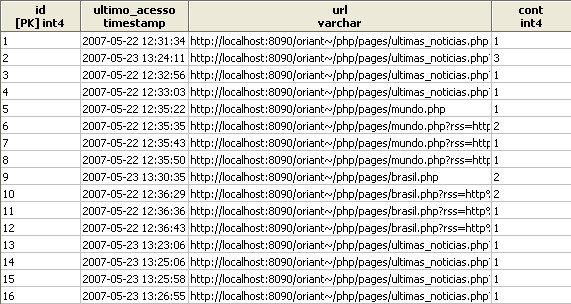 id ultimo_acesso url cont
[PK] int4 timestamp varchar int4
1 2007-05-22 12:31:34 http://localhost:8090/oriant~/php/pages/ultimas_noticias.php 1
2 2007-05-23 13:24:11 http://localhost:8090/oriant~/php/pages/ultimas_noticias.php 3
3 2007-05-22 12:32:56 http://localhost:8090/oriant~/php/pages/ultimas_noticias.php 1
4 2007-05-22 12:33:03 http://localhost:8090/oriant~/php/pages/ultimas_noticias.php 1
5 2007-05-22 12:35:22 http://localhost:8090/oriant~/php/pages/mundo.php 1
6 2007-05-22 12:35:35 http://localhost:8090/oriant~/php/pages/mundo.php?rss=http 2
7 2007-05-22 12:35:43 http://localhost:8090/oriant~/php/pages/mundo.php?rss=http 1
8 2007-05-22 12:35:50 http://localhost:8090/oriant~/php/pages/mundo.php?rss=http 1
9 2007-05-23 13:30:35 http://localhost:8090/oriant~/php/pages/brasil.php 2
10 2007-05-22 12:36:29 http://localhost:8090/oriant~/php/pages/brasil.php?rss=http% 2
11 2007-05-22 12:36:36 http://localhost:8090/oriant~/php/pages/brasil.php?rss=http% 1
12 2007-05-22 12:36:43 http://localhost:8090/oriant~/php/pages/brasil.php?rss=http% 1
13 2007-05-23 13:23:06 http://localhost:8090/oriant~/php/pages/ultimas_noticias.php 1
14 2007-05-23 13:25:06 http://localhost:8090/oriant~/php/pages/ultimas_noticias.php 1
15 2007-05-23 13:25:58 http://localhost:8090/oriant~/php/pages/ultimas_noticias.php 1
16 2007-05-23 13:26:55 http://localhost:8090/oriant~/php/pages/ultimas_noticias.php 1